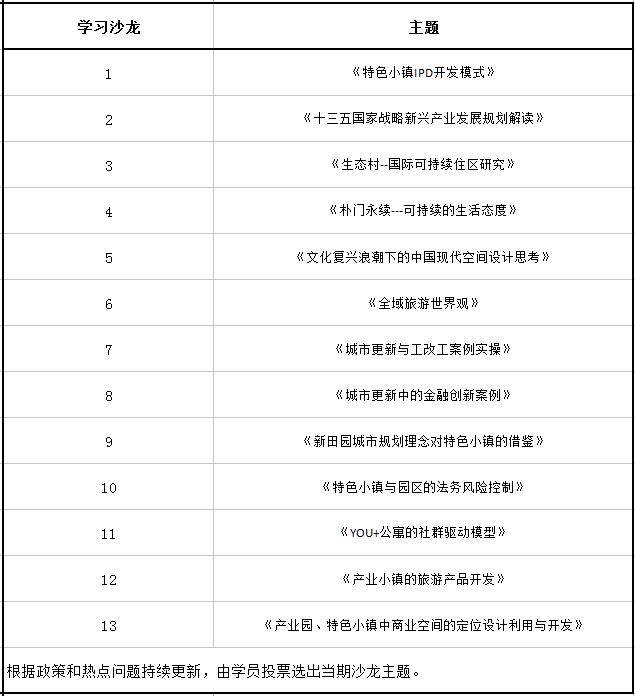 学习沙龙 主题
1 《特色小镇IPD开发模式》
2 《十三五国家战略新兴产业发展规划解读》
3 《生态村--国际可持续住区研究》
4 《朴门永续---可持续的生活态度》
5 《文化复兴浪潮下的中国现代空间设计思考》
6 《全域旅游世界观》
7 《城市更新与工改工案例实操》
8 《城市更新中的金融创新案例》
9 《新田园城市规划理念对特色小镇的借鉴》
10 《特色小镇与园区的法务风险控制》
11 《YOU+公寓的社群驱动模型》
12 《产业小镇的旅游产品开发》
13 《产业园、特色小镇中商业空间的定位设计利用与开发》
根据政策和热点问题持续更新，由学员投票选出当期沙龙主题。